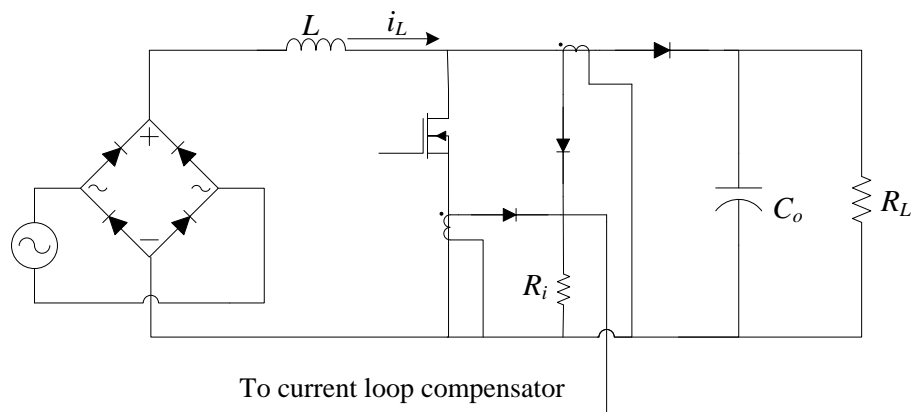 L
i_L
+
~
~
−
R_i
C_o
R_L
To current loop compensator